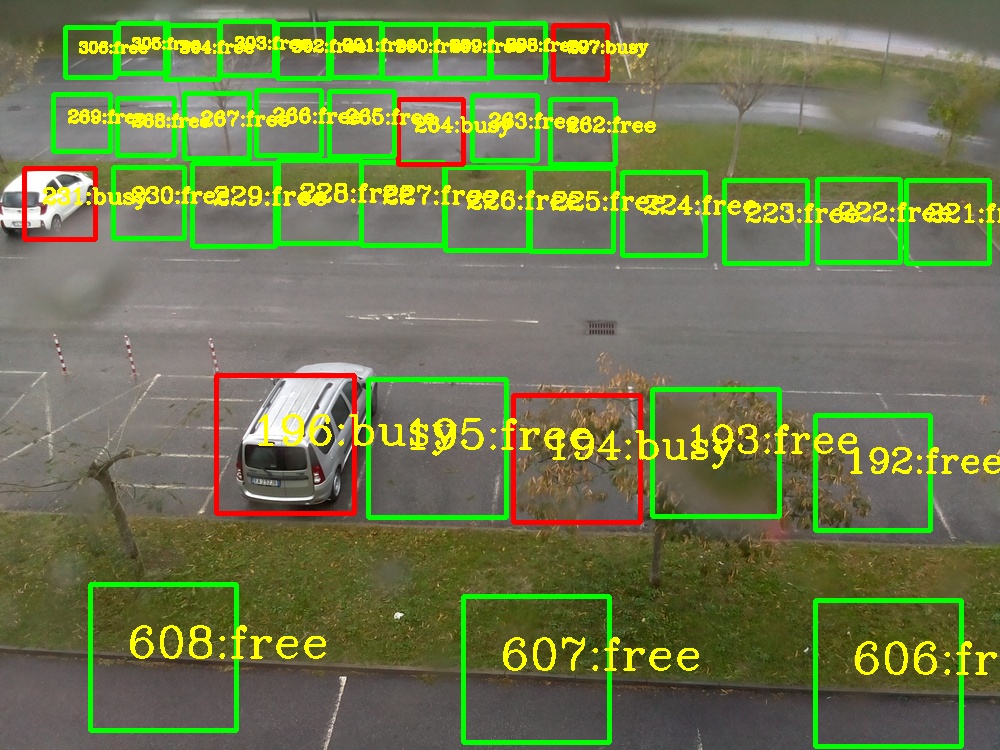 306:free 305:free 304:free 303:free 302:free 301:free 300:free 299:free 298:free 297:busy
269:free 268:free 267:free 266:free 265:free 264:busy 263:free 262:free
231:busy 230:free 229:free 228:free 227:free 226:free 225:free 224:free 223:free 222:free 221:f
196:busy 195:free 194:busy 193:free 192:free
608:free 607:free 606:fr